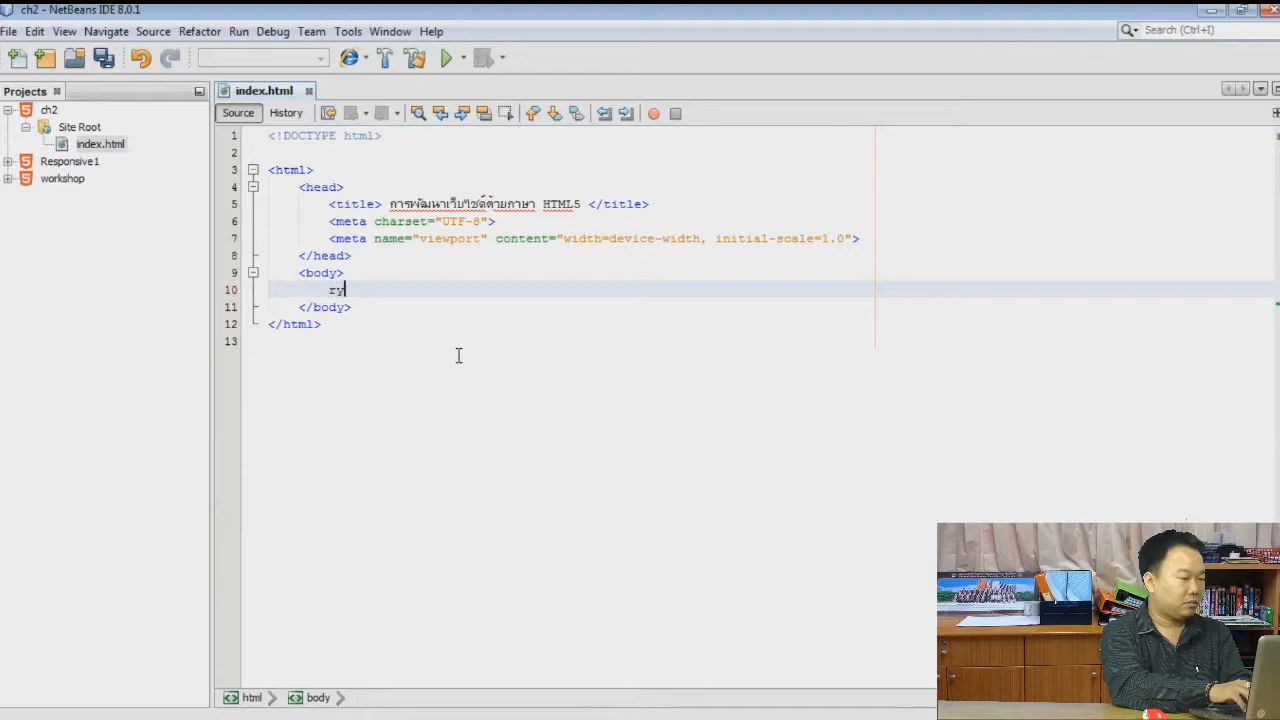 ch2 - NetBeans IDE 8.0.1
File Edit View Navigate Source Refactor Run Debug Team Tools Window Help
Search (Ctrl+I)
Projects
index.html
ch2
Source History
Site Root
index.html
Responsive1
workshop
1 <!DOCTYPE html>
2
3 <html>
4 <head>
5 <title> การพัฒนาเว็บไซต์ด้วยภาษา HTML5 </title>
6 <meta charset="UTF-8">
7 <meta name="viewport" content="width=device-width, initial-scale=1.0">
8 </head>
9 <body>
10 ry
11 </body>
12 </html>
13
html body